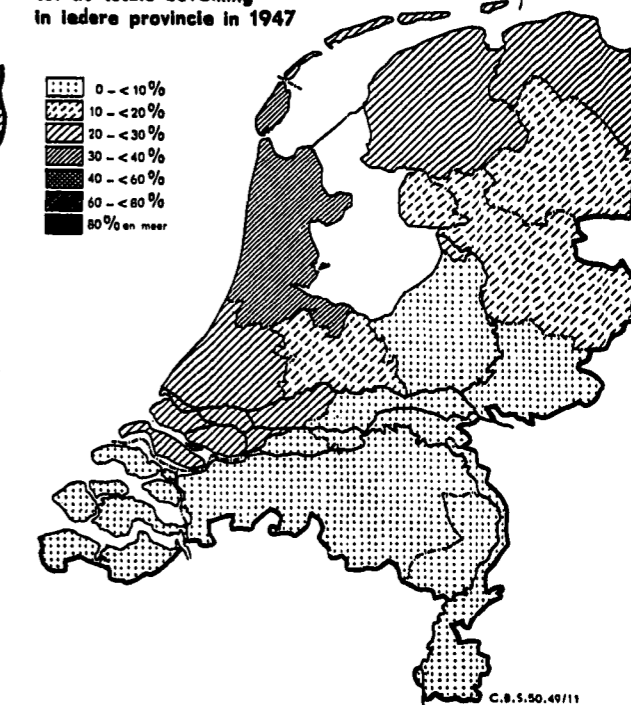 in iedere provincie in 1947
0 - < 10%
10 - < 20%
20 - < 30%
30 - < 40%
40 - < 60%
60 - < 80%
80% en meer
C.B.S.50.49/11